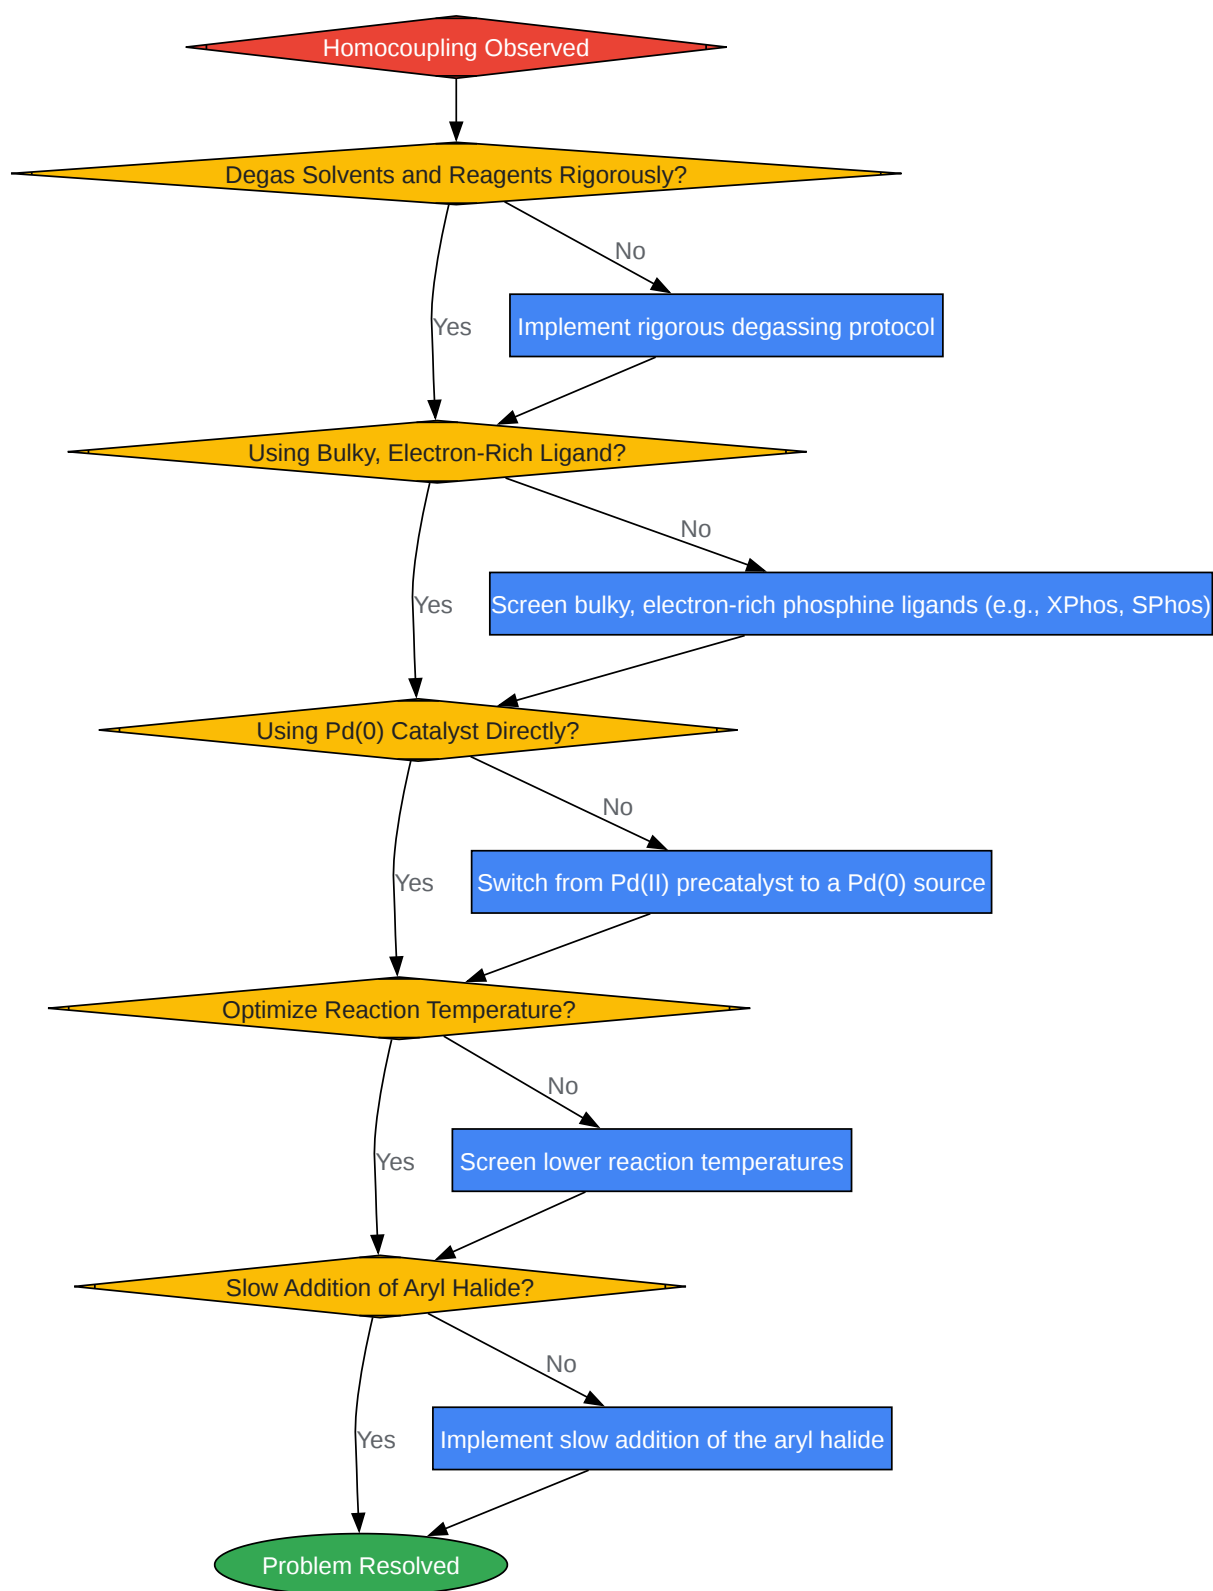 Homocoupling Observed
Degas Solvents and Reagents Rigorously?
No
Implement rigorous degassing protocol
Yes
Using Bulky, Electron-Rich Ligand?
No
Screen bulky, electron-rich phosphine ligands (e.g., XPhos, SPhos)
Yes
Using Pd(0) Catalyst Directly?
No
Switch from Pd(II) precatalyst to a Pd(0) source
Yes
Optimize Reaction Temperature?
No
Screen lower reaction temperatures
Yes
Slow Addition of Aryl Halide?
No
Implement slow addition of the aryl halide
Yes
Problem Resolved